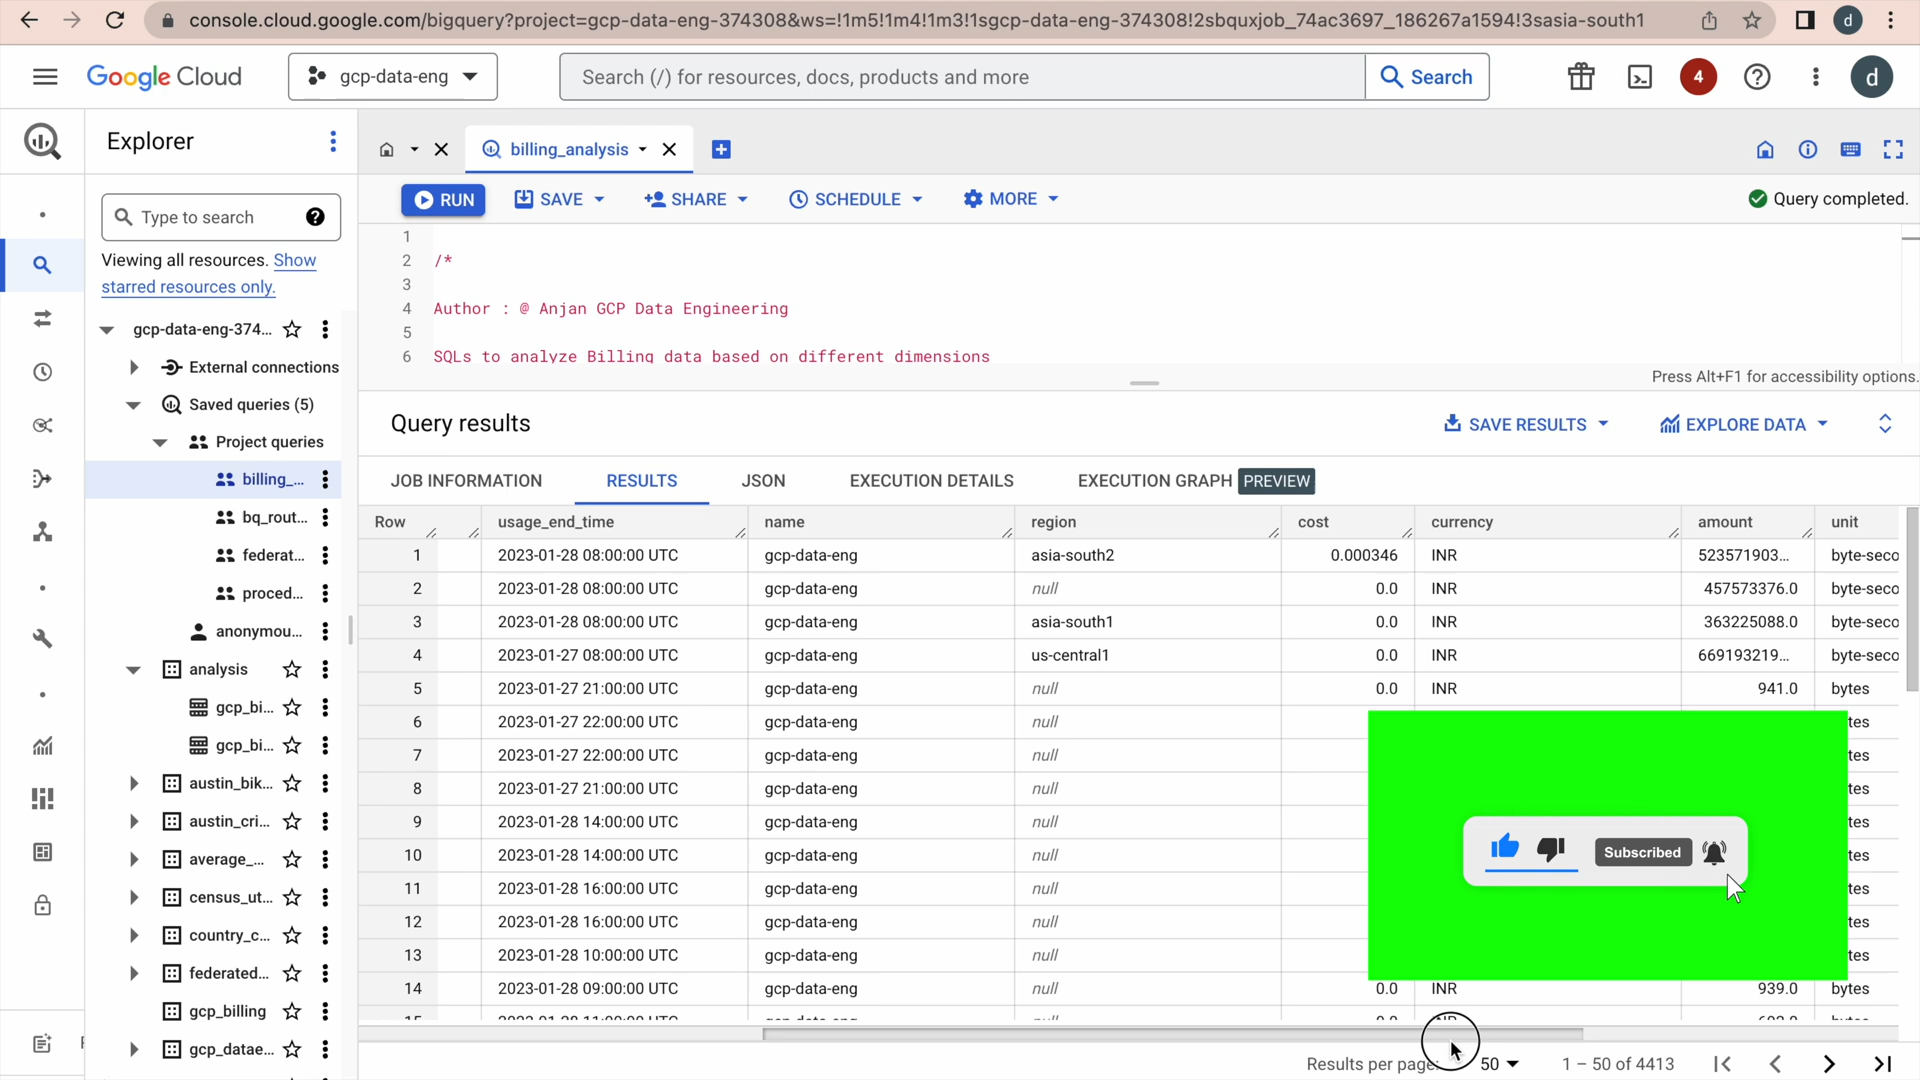 console.cloud.google.com/bigquery?project=gcp-data-eng-374308&ws=!1m5!1m4!1m3!1sgcp-data-eng-374308!2sbquxjob_74ac3697_186267a1594!3sasia-south1
d
Google Cloud
gcp-data-eng
Search (/) for resources, docs, products and more
Search
4
d
Explorer
billing_analysis
Type to search
RUN
SAVE
SHARE
SCHEDULE
MORE
Query completed.
Viewing all resources. Show
starred resources only.
1
2 /*
3
4 Author : @ Anjan GCP Data Engineering
5
6 SQLs to analyze Billing data based on different dimensions
Press Alt+F1 for accessibility options.
gcp-data-eng-374...
External connections
Saved queries (5)
Project queries
billing_...
bq_rout...
federat...
proced...
anonymou...
analysis
gcp_bi...
gcp_bi...
austin_bik...
austin_cri...
average_...
census_ut...
country_c...
federated...
gcp_billing
gcp_datae...
Query results
SAVE RESULTS
EXPLORE DATA
JOB INFORMATION
RESULTS
JSON
EXECUTION DETAILS
EXECUTION GRAPH
PREVIEW
Row usage_end_time name region cost currency amount unit
1 2023-01-28 08:00:00 UTC gcp-data-eng asia-south2 0.000346 INR 523571903... byte-seco
2 2023-01-28 08:00:00 UTC gcp-data-eng null 0.0 INR 457573376.0 byte-seco
3 2023-01-28 08:00:00 UTC gcp-data-eng asia-south1 0.0 INR 363225088.0 byte-seco
4 2023-01-27 08:00:00 UTC gcp-data-eng us-central1 0.0 INR 669193219... byte-seco
5 2023-01-27 21:00:00 UTC gcp-data-eng null 0.0 INR 941.0 bytes
6 2023-01-27 22:00:00 UTC gcp-data-eng null tes
7 2023-01-27 22:00:00 UTC gcp-data-eng null tes
8 2023-01-27 21:00:00 UTC gcp-data-eng null tes
9 2023-01-28 14:00:00 UTC gcp-data-eng null tes
10 2023-01-28 14:00:00 UTC gcp-data-eng null tes
11 2023-01-28 16:00:00 UTC gcp-data-eng null tes
12 2023-01-28 16:00:00 UTC gcp-data-eng null tes
13 2023-01-28 10:00:00 UTC gcp-data-eng null tes
14 2023-01-28 09:00:00 UTC gcp-data-eng null 0.0 INR 939.0 bytes
Subscribed
Results per page: 50 1 – 50 of 4413